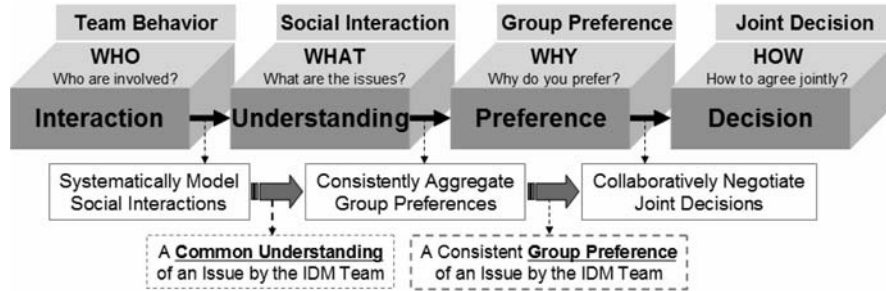 Team Behavior
Social Interaction
Group Preference
Joint Decision
WHO
Who are involved?
WHAT
What are the issues?
WHY
Why do you prefer?
HOW
How to agree jointly?
Interaction
Understanding
Preference
Decision
Systematically Model
Social Interactions
Consistently Aggregate
Group Preferences
Collaboratively Negotiate
Joint Decisions
A Common Understanding
of an Issue by the IDM Team
A Consistent Group Preference
of an Issue by the IDM Team